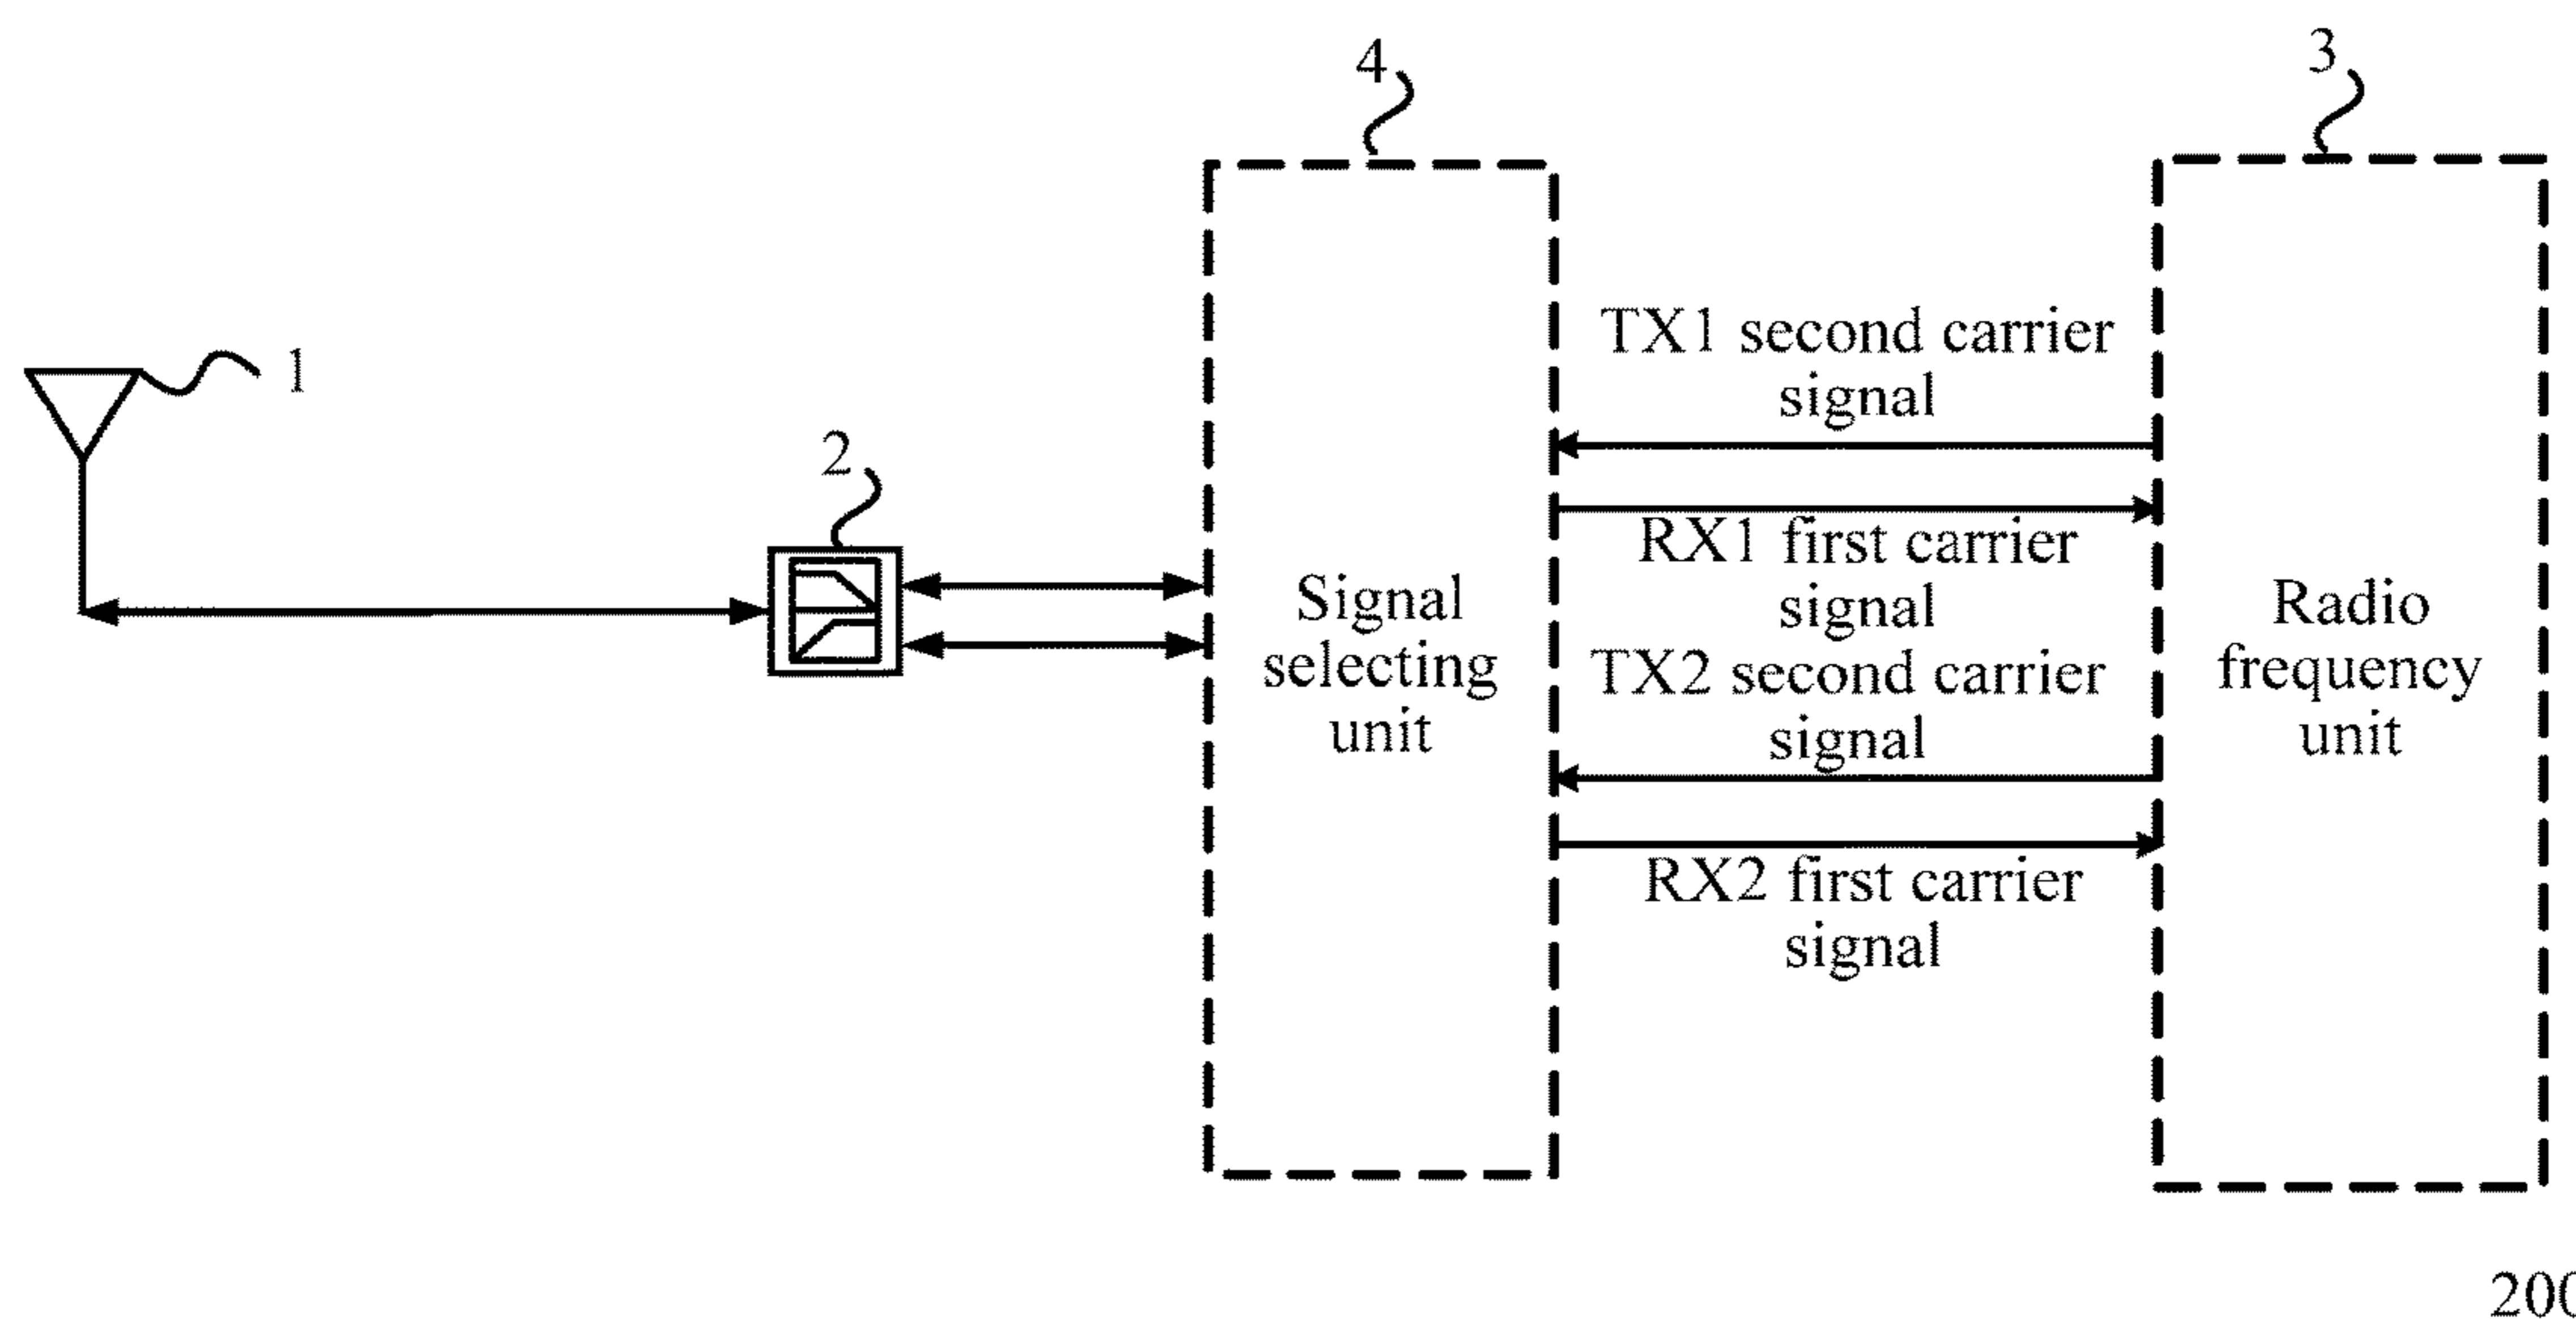 4
3
1
2
TX1 second carrier
signal
RX1 first carrier
signal
TX2 second carrier
signal
RX2 first carrier
signal
Signal
selecting
unit
Radio
frequency
unit
200